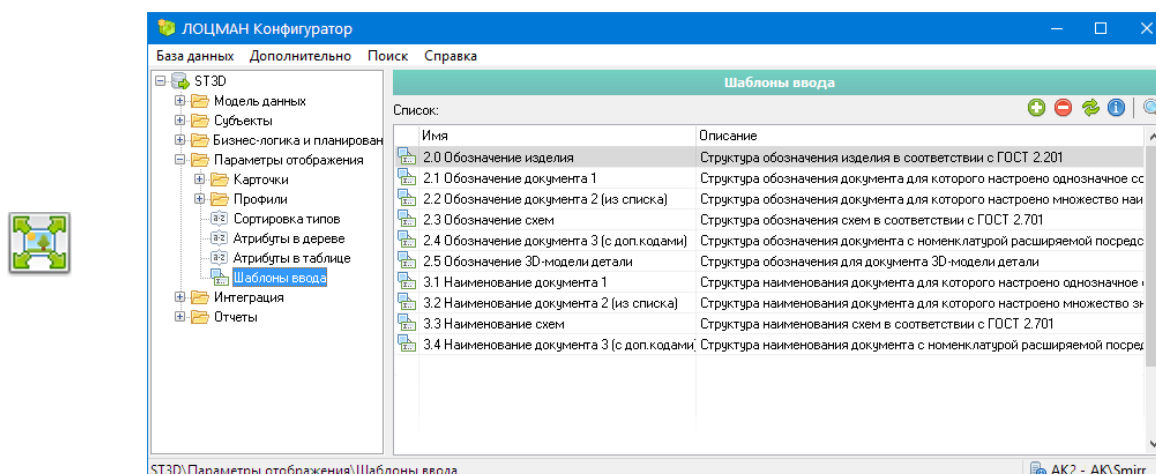 ЛОЦМАН Конфигуратор
База данных Дополнительно Поиск Справка
ST3D
Модель данных
Субъекты
Бизнес-логика и планирован
Параметры отображения
Карточки
Профили
Сортировка типов
Атрибуты в дереве
Атрибуты в таблице
Шаблоны ввода
Интеграция
Отчеты
Шаблоны ввода
Список:
Имя Описание
2.0 Обозначение изделия Структура обозначения изделия в соответствии с ГОСТ 2.201
2.1 Обозначение документа 1 Структура обозначения документа для которого настроено однозначное сс
2.2 Обозначение документа 2 (из списка) Структура обозначения документа для которого настроено множество наи
2.3 Обозначение схем Структура обозначения схем в соответствии с ГОСТ 2.701
2.4 Обозначение документа 3 (с доп.кодами) Структура обозначения документа с номенклатурой расширяемой посредс
2.5 Обозначение 3D-модели детали Структура обозначения для документа 3D-модели детали
3.1 Наименование документа 1 Структура наименования документа для которого настроено однозначное
3.2 Наименование документа 2 (из списка) Структура наименования документа для которого настроено множество зн
3.3 Наименование схем Структура наименования схем в соответствии с ГОСТ 2.701
3.4 Наименование документа 3 (с доп.кодами) Структура наименования документа с номенклатурой расширяемой посред
ST3D\Параметры отображения\Шаблоны ввода AK2 - AK\Smirr